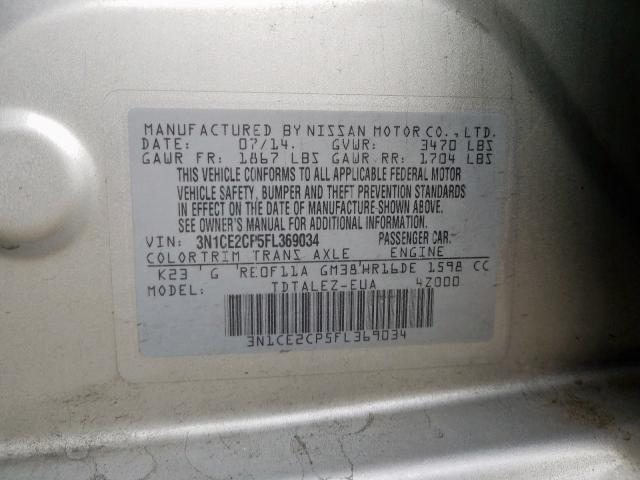 MANUFACTURED BY NISSAN MOTOR CO., LTD.
DATE: 07/14. GVWR: 3470 LBS
GAWR FR: 1867 LBS GAWR RR: 1704 LBS
THIS VEHICLE CONFORMS TO ALL APPLICABLE FEDERAL MOTOR
VEHICLE SAFETY, BUMPER AND THEFT PREVENTION STANDARDS
IN EFFECT ON THE DATE OF MANUFACTURE SHOWN ABOVE.
SEE OWNER'S MANUAL FOR ADDITIONAL INFORMATION.
VIN: 3N1CE2CP5FL369034 PASSENGER CAR
COLOR TRIM TRANS AXLE ENGINE
K23 G RE0F11A GM38 HR16DE 1598 CC
MODEL: TDTALEZ-EUA 4Z000
3N1CE2CP5FL369034